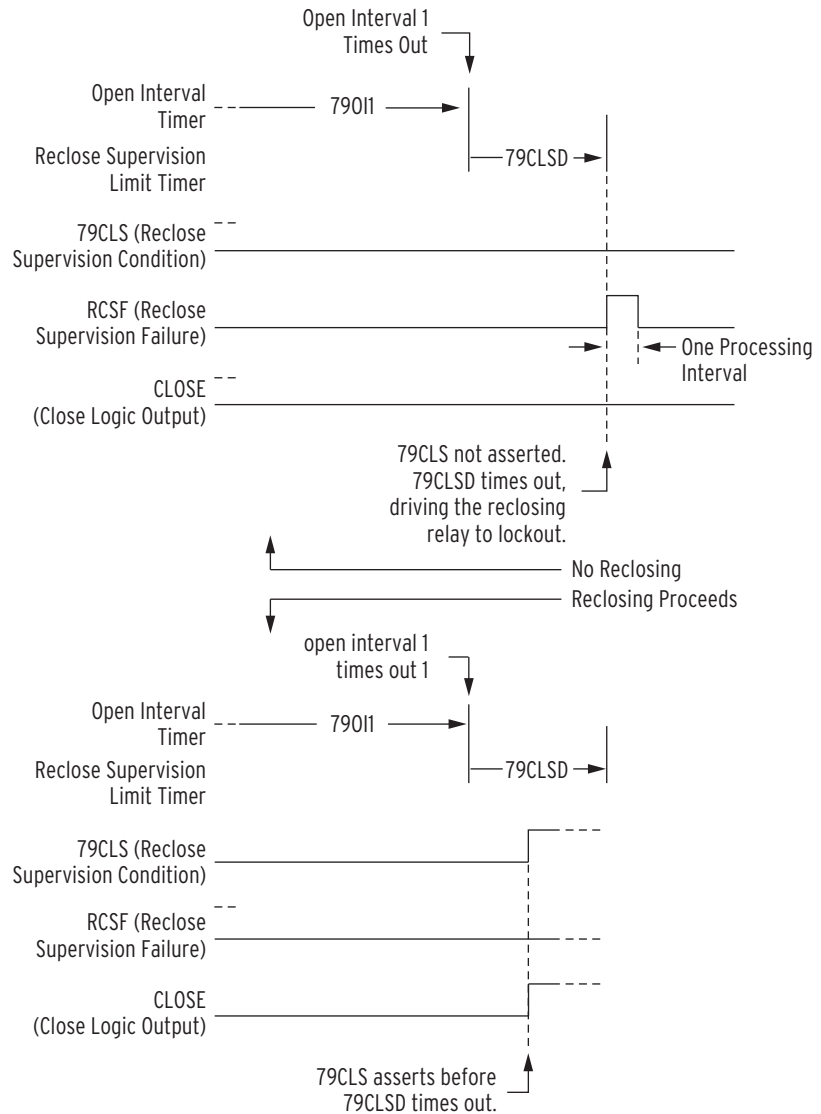 Open Interval 1
Times Out
Open Interval
Timer
79OI1
Reclose Supervision
Limit Timer
79CLSD
79CLS (Reclose
Supervision Condition)
RCSF (Reclose
Supervision Failure)
One Processing
Interval
CLOSE
(Close Logic Output)
79CLS not asserted.
79CLSD times out,
driving the reclosing
relay to lockout.
No Reclosing
Reclosing Proceeds
open interval 1
times out 1
Open Interval
Timer
79OI1
Reclose Supervision
Limit Timer
79CLSD
79CLS (Reclose
Supervision Condition)
RCSF (Reclose
Supervision Failure)
CLOSE
(Close Logic Output)
79CLS asserts before
79CLSD times out.